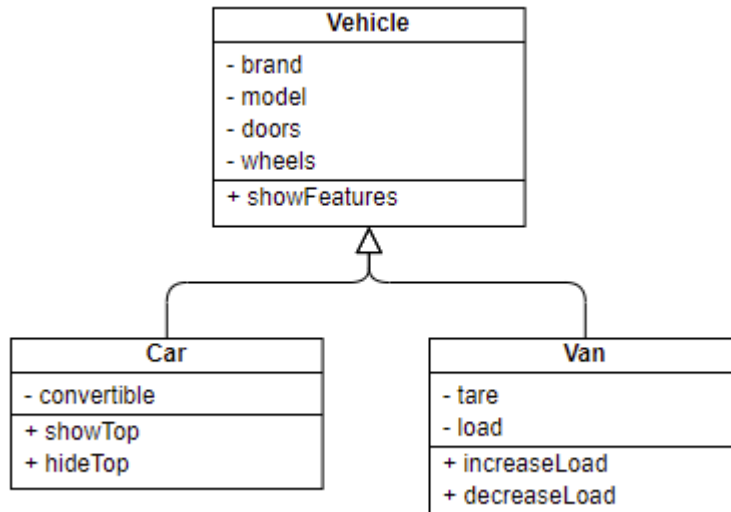 Vehicle
- brand
- model
- doors
- wheels
+ showFeatures
Car
- convertible
+ showTop
+ hideTop
Van
- tare
- load
+ increaseLoad
+ decreaseLoad